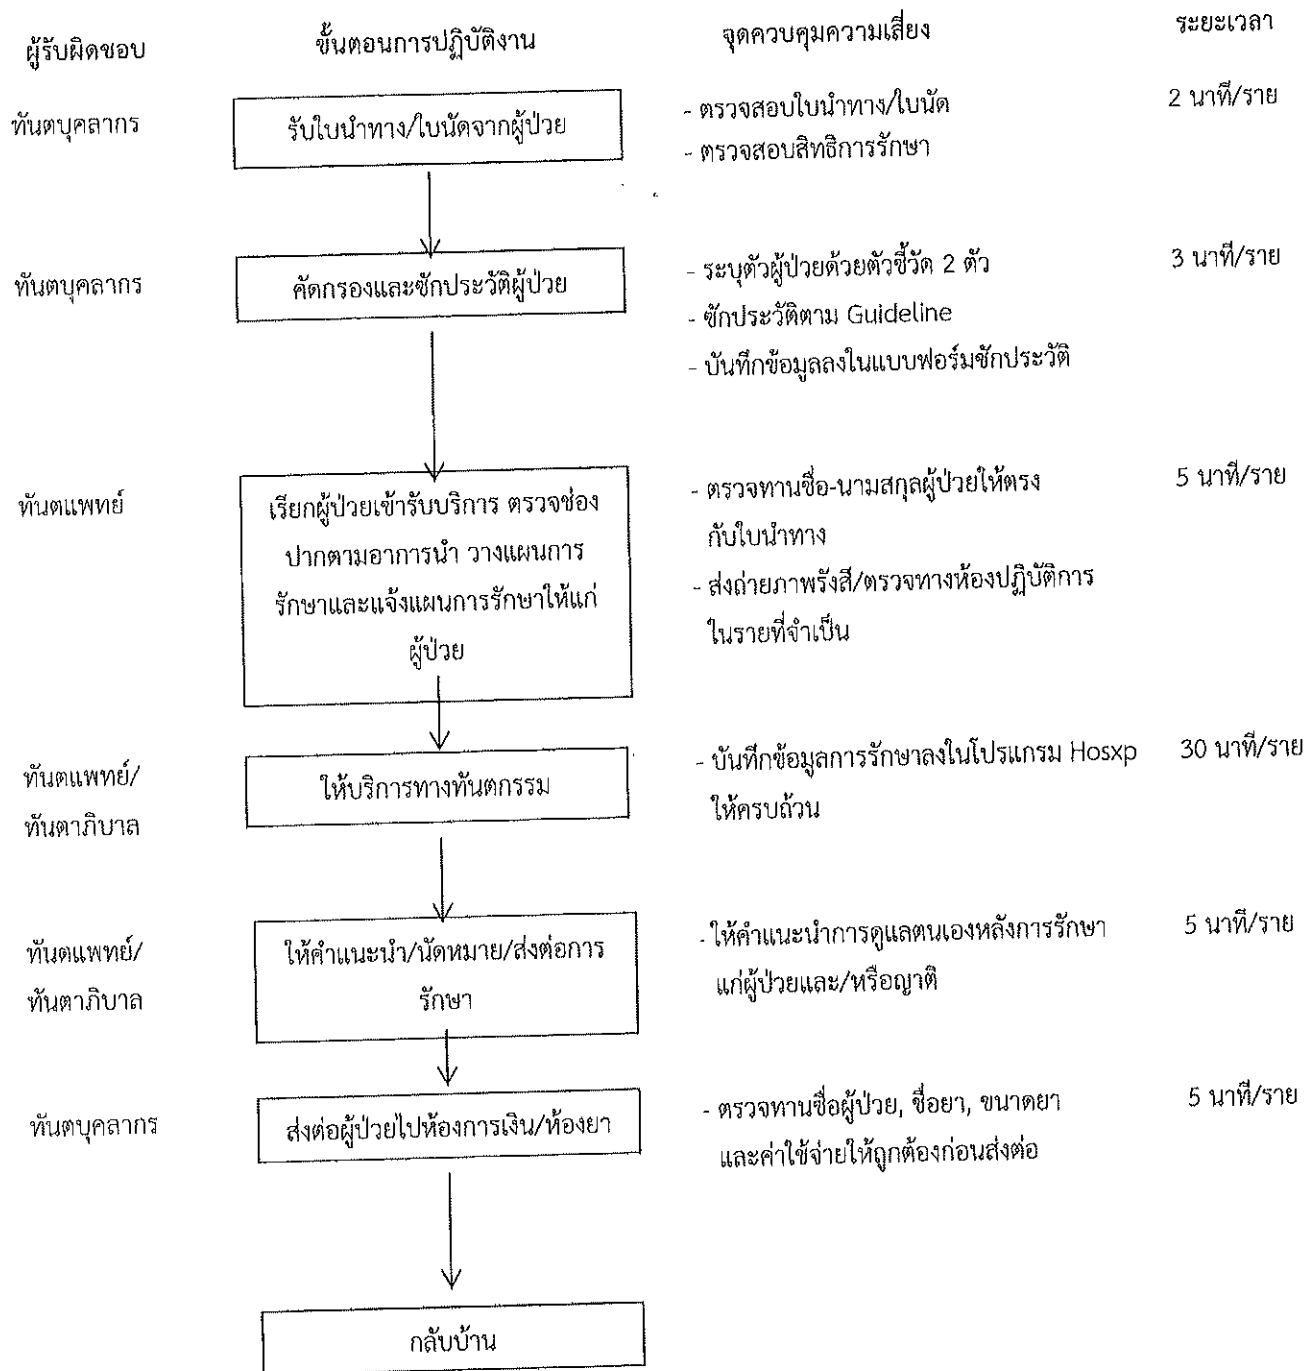 ผู้รับผิดชอบ ขั้นตอนการปฏิบัติงาน จุดควบคุมความเสี่ยง ระยะเวลา
ทันตบุคลากร รับใบนำทาง/ใบนัดจากผู้ป่วย - ตรวจสอบใบนำทาง/ใบนัด 2 นาที/ราย
- ตรวจสอบสิทธิการรักษา
ทันตบุคลากร คัดกรองและซักประวัติผู้ป่วย - ระบุตัวผู้ป่วยด้วยตัวชี้วัด 2 ตัว 3 นาที/ราย
- ซักประวัติตาม Guideline
- บันทึกข้อมูลลงในแบบฟอร์มซักประวัติ
ทันตแพทย์ เรียกผู้ป่วยเข้ารับบริการ ตรวจช่อง - ตรวจทานชื่อ-นามสกุลผู้ป่วยให้ตรง 5 นาที/ราย
ปากตามอาการนำ วางแผนการ กับใบนำทาง
รักษาและแจ้งแผนการรักษาให้แก่ - ส่งถ่ายภาพรังสี/ตรวจทางห้องปฏิบัติการ
ผู้ป่วย ในรายที่จำเป็น
ทันตแพทย์/ ให้บริการทางทันตกรรม - บันทึกข้อมูลการรักษาลงในโปรแกรม Hosxp 30 นาที/ราย
ทันตาภิบาล ให้ครบถ้วน
ทันตแพทย์/ ให้คำแนะนำ/นัดหมาย/ส่งต่อการ - ให้คำแนะนำการดูแลตนเองหลังการรักษา 5 นาที/ราย
ทันตาภิบาล รักษา แก่ผู้ป่วยและ/หรือญาติ
ทันตบุคลากร ส่งต่อผู้ป่วยไปห้องการเงิน/ห้องยา - ตรวจทานชื่อผู้ป่วย, ชื่อยา, ขนาดยา 5 นาที/ราย
และค่าใช้จ่ายให้ถูกต้องก่อนส่งต่อ
กลับบ้าน